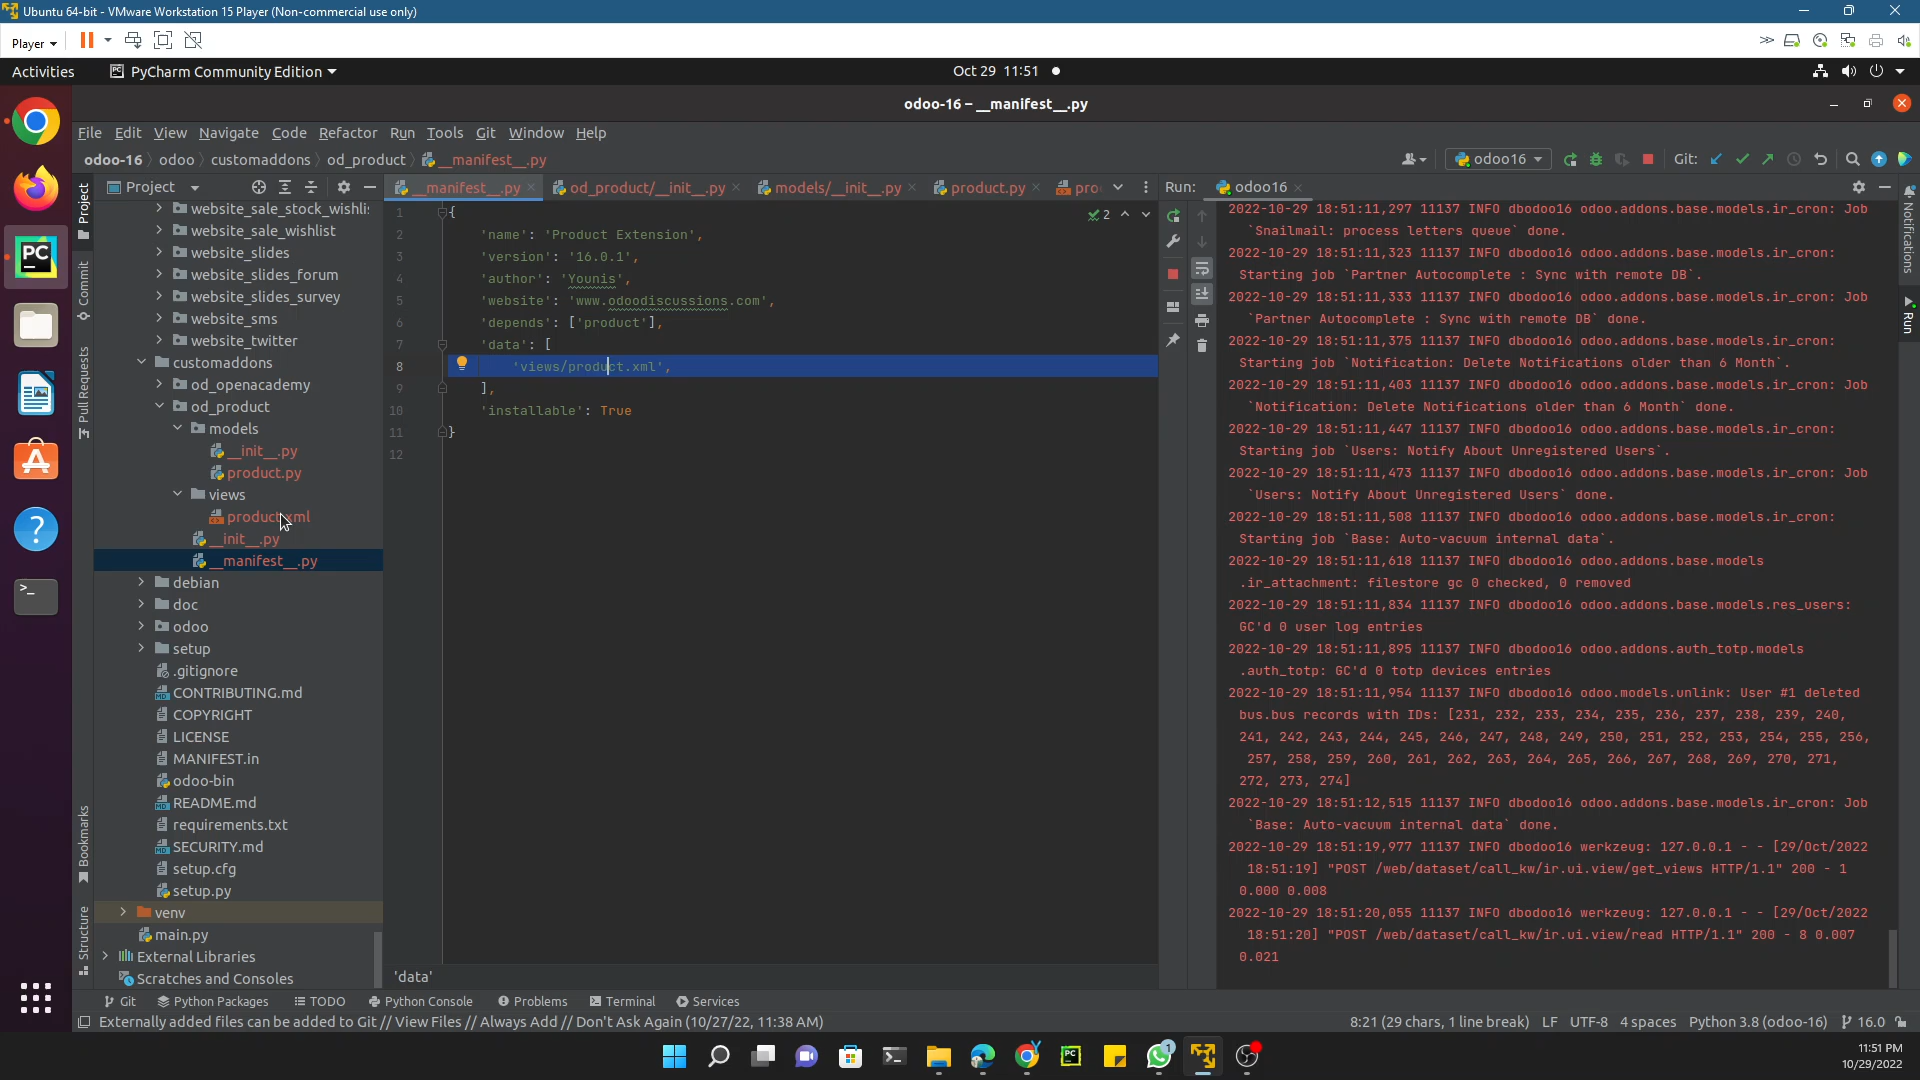 Ubuntu 64-bit - VMware Workstation 15 Player (Non-commercial use only)
Player
Activities
PyCharm Community Edition
Oct 29 11:51
odoo-16 – __manifest__.py
File Edit View Navigate Code Refactor Run Tools Git Window Help
odoo-16 odoo customaddons od_product __manifest__.py
odoo16
Git:
Project
__manifest__.py
od_product/__init__.py
models/__init__.py
product.py
Run:
odoo16
Project
Commit
Pull Requests
Bookmarks
Structure
Notifications
Run
website_sale_stock_wishli
website_sale_wishlist
website_slides
website_slides_forum
website_slides_survey
website_sms
website_twitter
customaddons
od_openacademy
od_product
models
__init__.py
product.py
views
product.xml
__init__.py
__manifest__.py
debian
doc
odoo
setup
.gitignore
CONTRIBUTING.md
COPYRIGHT
LICENSE
MANIFEST.in
odoo-bin
README.md
requirements.txt
SECURITY.md
setup.cfg
setup.py
venv
main.py
External Libraries
Scratches and Consoles
2
1 {
2 'name': 'Product Extension',
3 'version': '16.0.1',
4 'author': 'Younis',
5 'website': 'www.odoodiscussions.com',
6 'depends': ['product'],
7 'data': [
8 'views/product.xml',
9 ],
10 'installable': True
11 }
12
'data'
2022-10-29 18:51:11,297 11137 INFO dbodoo16 odoo.addons.base.models.ir_cron: Job
`Snailmail: process letters queue` done.
2022-10-29 18:51:11,323 11137 INFO dbodoo16 odoo.addons.base.models.ir_cron:
Starting job `Partner Autocomplete : Sync with remote DB`.
2022-10-29 18:51:11,333 11137 INFO dbodoo16 odoo.addons.base.models.ir_cron: Job
`Partner Autocomplete : Sync with remote DB` done.
2022-10-29 18:51:11,375 11137 INFO dbodoo16 odoo.addons.base.models.ir_cron:
Starting job `Notification: Delete Notifications older than 6 Month`.
2022-10-29 18:51:11,403 11137 INFO dbodoo16 odoo.addons.base.models.ir_cron: Job
`Notification: Delete Notifications older than 6 Month` done.
2022-10-29 18:51:11,447 11137 INFO dbodoo16 odoo.addons.base.models.ir_cron:
Starting job `Users: Notify About Unregistered Users`.
2022-10-29 18:51:11,473 11137 INFO dbodoo16 odoo.addons.base.models.ir_cron: Job
`Users: Notify About Unregistered Users` done.
2022-10-29 18:51:11,508 11137 INFO dbodoo16 odoo.addons.base.models.ir_cron:
Starting job `Base: Auto-vacuum internal data`.
2022-10-29 18:51:11,618 11137 INFO dbodoo16 odoo.addons.base.models
.ir_attachment: filestore gc 0 checked, 0 removed
2022-10-29 18:51:11,834 11137 INFO dbodoo16 odoo.addons.base.models.res_users:
GC'd 0 user log entries
2022-10-29 18:51:11,895 11137 INFO dbodoo16 odoo.addons.auth_totp.models
.auth_totp: GC'd 0 totp devices entries
2022-10-29 18:51:11,954 11137 INFO dbodoo16 odoo.models.unlink: User #1 deleted
bus.bus records with IDs: [231, 232, 233, 234, 235, 236, 237, 238, 239, 240,
241, 242, 243, 244, 245, 246, 247, 248, 249, 250, 251, 252, 253, 254, 255, 256,
257, 258, 259, 260, 261, 262, 263, 264, 265, 266, 267, 268, 269, 270, 271,
272, 273, 274]
2022-10-29 18:51:12,515 11137 INFO dbodoo16 odoo.addons.base.models.ir_cron: Job
`Base: Auto-vacuum internal data` done.
2022-10-29 18:51:19,977 11137 INFO dbodoo16 werkzeug: 127.0.0.1 - - [29/Oct/2022
18:51:19] "POST /web/dataset/call_kw/ir.ui.view/get_views HTTP/1.1" 200 - 1
0.000 0.008
2022-10-29 18:51:20,055 11137 INFO dbodoo16 werkzeug: 127.0.0.1 - - [29/Oct/2022
18:51:20] "POST /web/dataset/call_kw/ir.ui.view/read HTTP/1.1" 200 - 8 0.007
0.021
Git Python Packages TODO Python Console Problems Terminal Services
Externally added files can be added to Git // View Files // Always Add // Don't Ask Again (10/27/22, 11:38 AM)
8:21 (29 chars, 1 line break) LF UTF-8 4 spaces Python 3.8 (odoo-16) 16.0
11:51 PM
10/29/2022